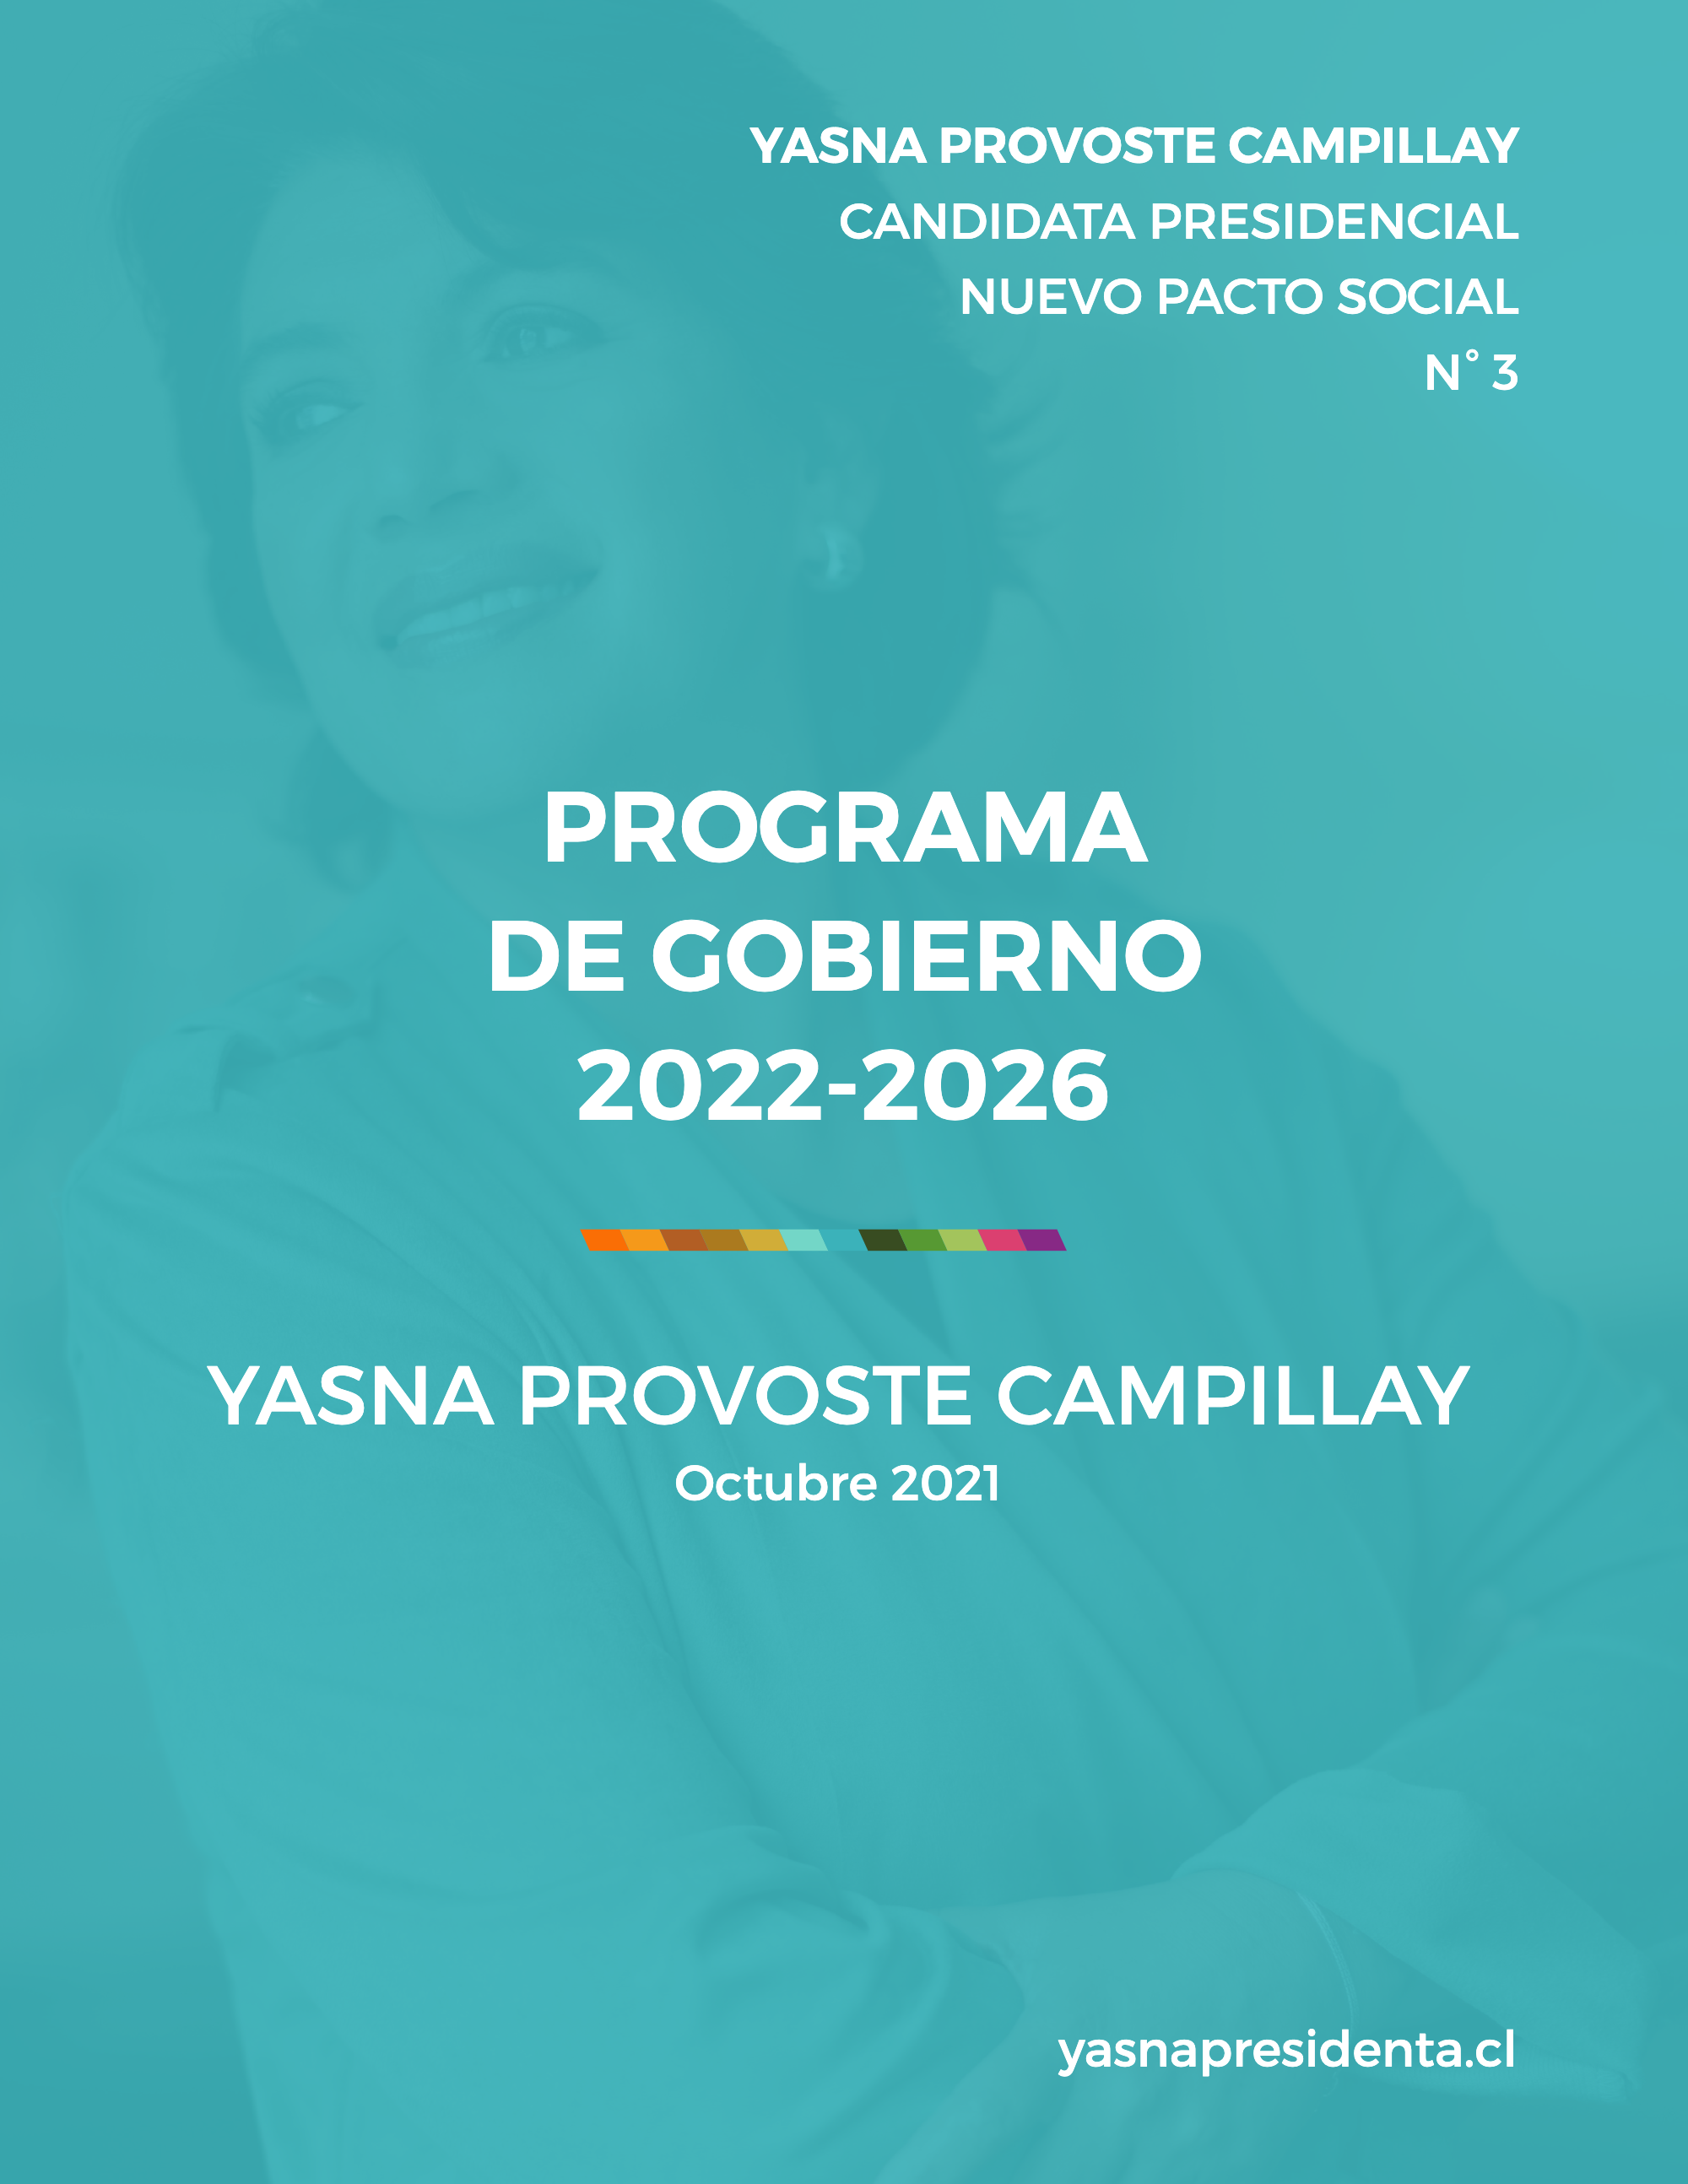 YASNA PROVOSTE CAMPILLAY
CANDIDATA PRESIDENCIAL
NUEVO PACTO SOCIAL
N° 3
PROGRAMA
DE GOBIERNO
2022-2026
YASNA PROVOSTE CAMPILLAY
Octubre 2021
yasnapresidenta.cl